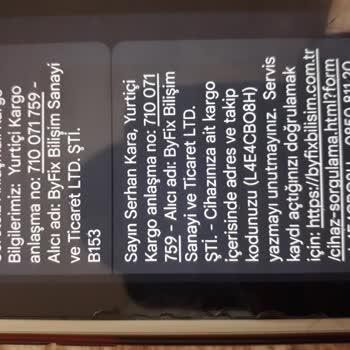 Bilgilerimiz: Yurtiçi Kargo
anlaşma no: 710 071 759 -
Alıcı adı: ByFix Bilişim Sanayi
ve Ticaret LTD. ŞTİ.
B153
Sayın Serhan Kara, Yurtiçi
Kargo anlaşma no: 710 071
759 - Alıcı adı: ByFix Bilişim
Sanayi ve Ticaret LTD.
ŞTİ. - Cihazınıza ait kargo
içerisinde adres ve takip
kodunuzu (L4E4CBO8H)
yazmayı unutmayınız. Servis
kaydı açtığınızı doğrulamak
için: https://byfixbilisim.com.tr
/cihaz-sorgulama.html?form
0850 811 20